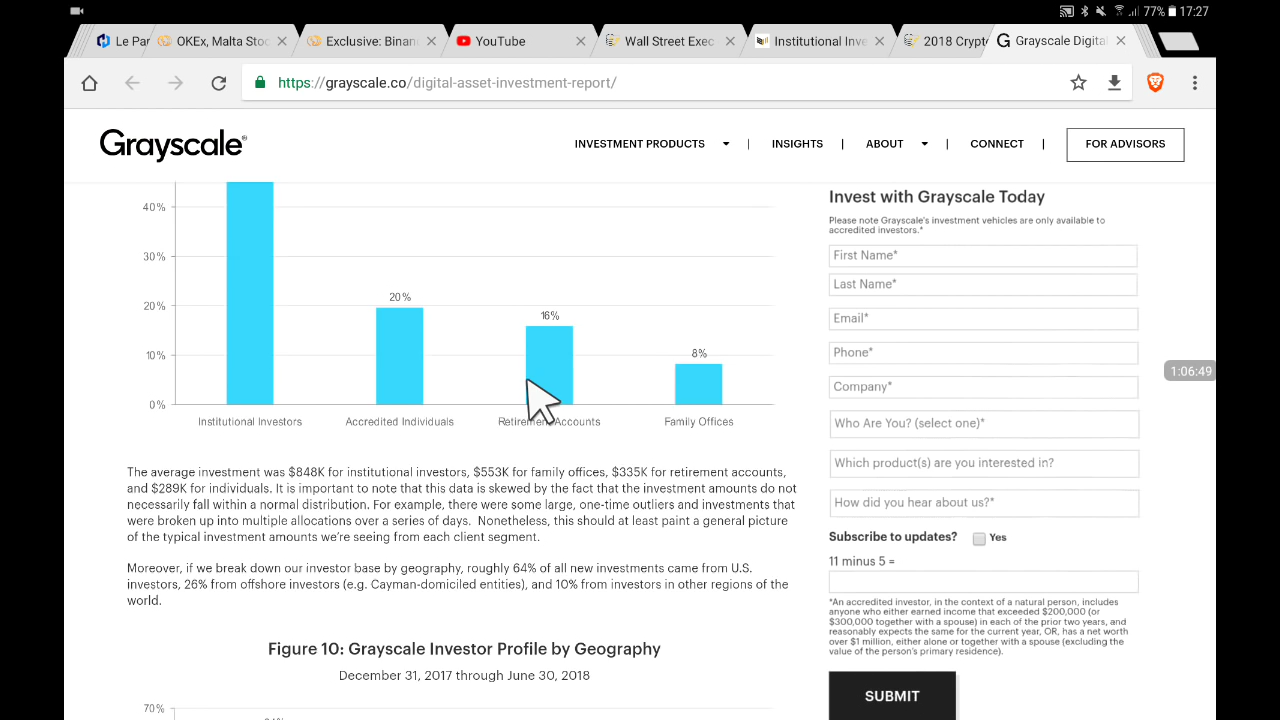 77% 17:27
Le Par
OKEx, Malta Stoc
Exclusive: Binan
YouTube
Wall Street Exec
Institutional Inve
2018 Crypt
Grayscale Digital
https://grayscale.co/digital-asset-investment-report/
Grayscale®
INVESTMENT PRODUCTS | INSIGHTS | ABOUT | CONNECT | FOR ADVISORS
40%
30%
20%
10%
0%
20%
16%
8%
Institutional Investors
Accredited Individuals
Retirement Accounts
Family Offices
The average investment was $848K for institutional investors, $553K for family offices, $335K for retirement accounts,
and $289K for individuals. It is important to note that this data is skewed by the fact that the investment amounts do not
necessarily fall within a normal distribution. For example, there were some large, one-time outliers and investments that
were broken up into multiple allocations over a series of days. Nonetheless, this should at least paint a general picture
of the typical investment amounts we're seeing from each client segment.
Moreover, if we break down our investor base by geography, roughly 64% of all new investments came from U.S.
investors, 26% from offshore investors (e.g. Cayman-domiciled entities), and 10% from investors in other regions of the
world.
Figure 10: Grayscale Investor Profile by Geography
December 31, 2017 through June 30, 2018
70%
Invest with Grayscale Today
Please note Grayscale's investment vehicles are only available to
accredited investors.*
First Name*
Last Name*
Email*
Phone*
Company*
Who Are You? (select one)*
Which product(s) are you interested in?
How did you hear about us?*
Subscribe to updates? Yes
11 minus 5 =
*An accredited investor, in the context of a natural person, includes
anyone who either earned income that exceeded $200,000 (or
$300,000 together with a spouse) in each of the prior two years, and
reasonably expects the same for the current year, OR, has a net worth
over $1 million, either alone or together with a spouse (excluding the
value of the person's primary residence).
SUBMIT
1:06:49